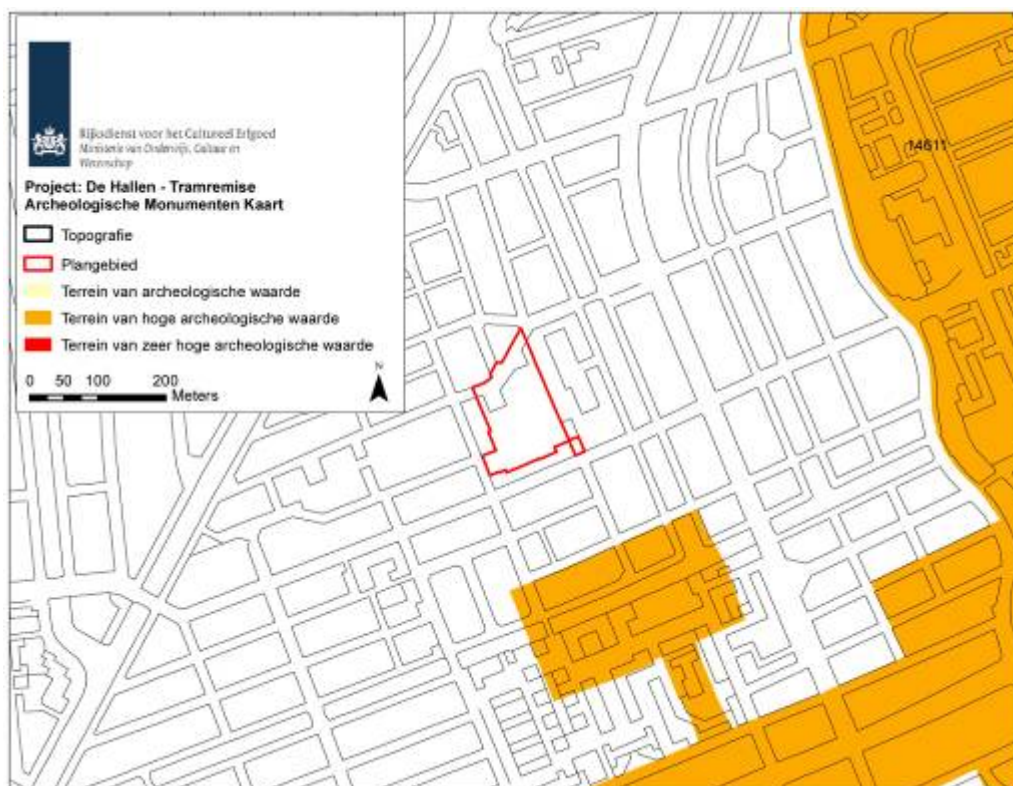 Rijksdienst voor het Cultureel Erfgoed
Ministerie van Onderwijs, Cultuur en
Wetenschap
Project: De Hallen - Tramremise
Archeologische Monumenten Kaart
Topografie
Plangebied
Terrein van archeologische waarde
Terrein van hoge archeologische waarde
Terrein van zeer hoge archeologische waarde
0 50 100 200
Meters
N
14611